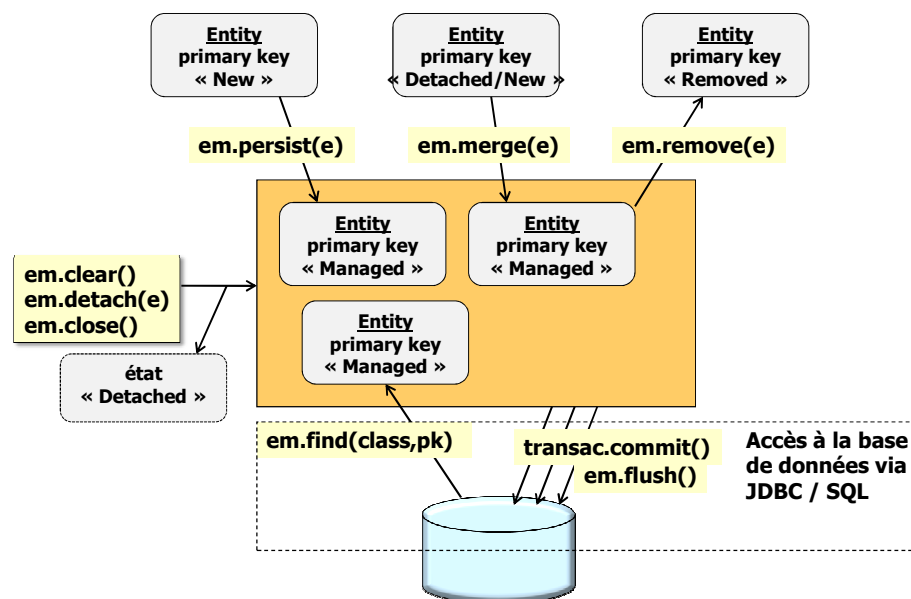 Entity
primary key
« New »
Entity
primary key
« Detached/New »
Entity
primary key
« Removed »
em.persist(e)
em.merge(e)
em.remove(e)
Entity
primary key
« Managed »
Entity
primary key
« Managed »
em.clear()
em.detach(e)
em.close()
Entity
primary key
« Managed »
état
« Detached »
em.find(class,pk)
transac.commit()
em.flush()
Accès à la base
de données via
JDBC / SQL